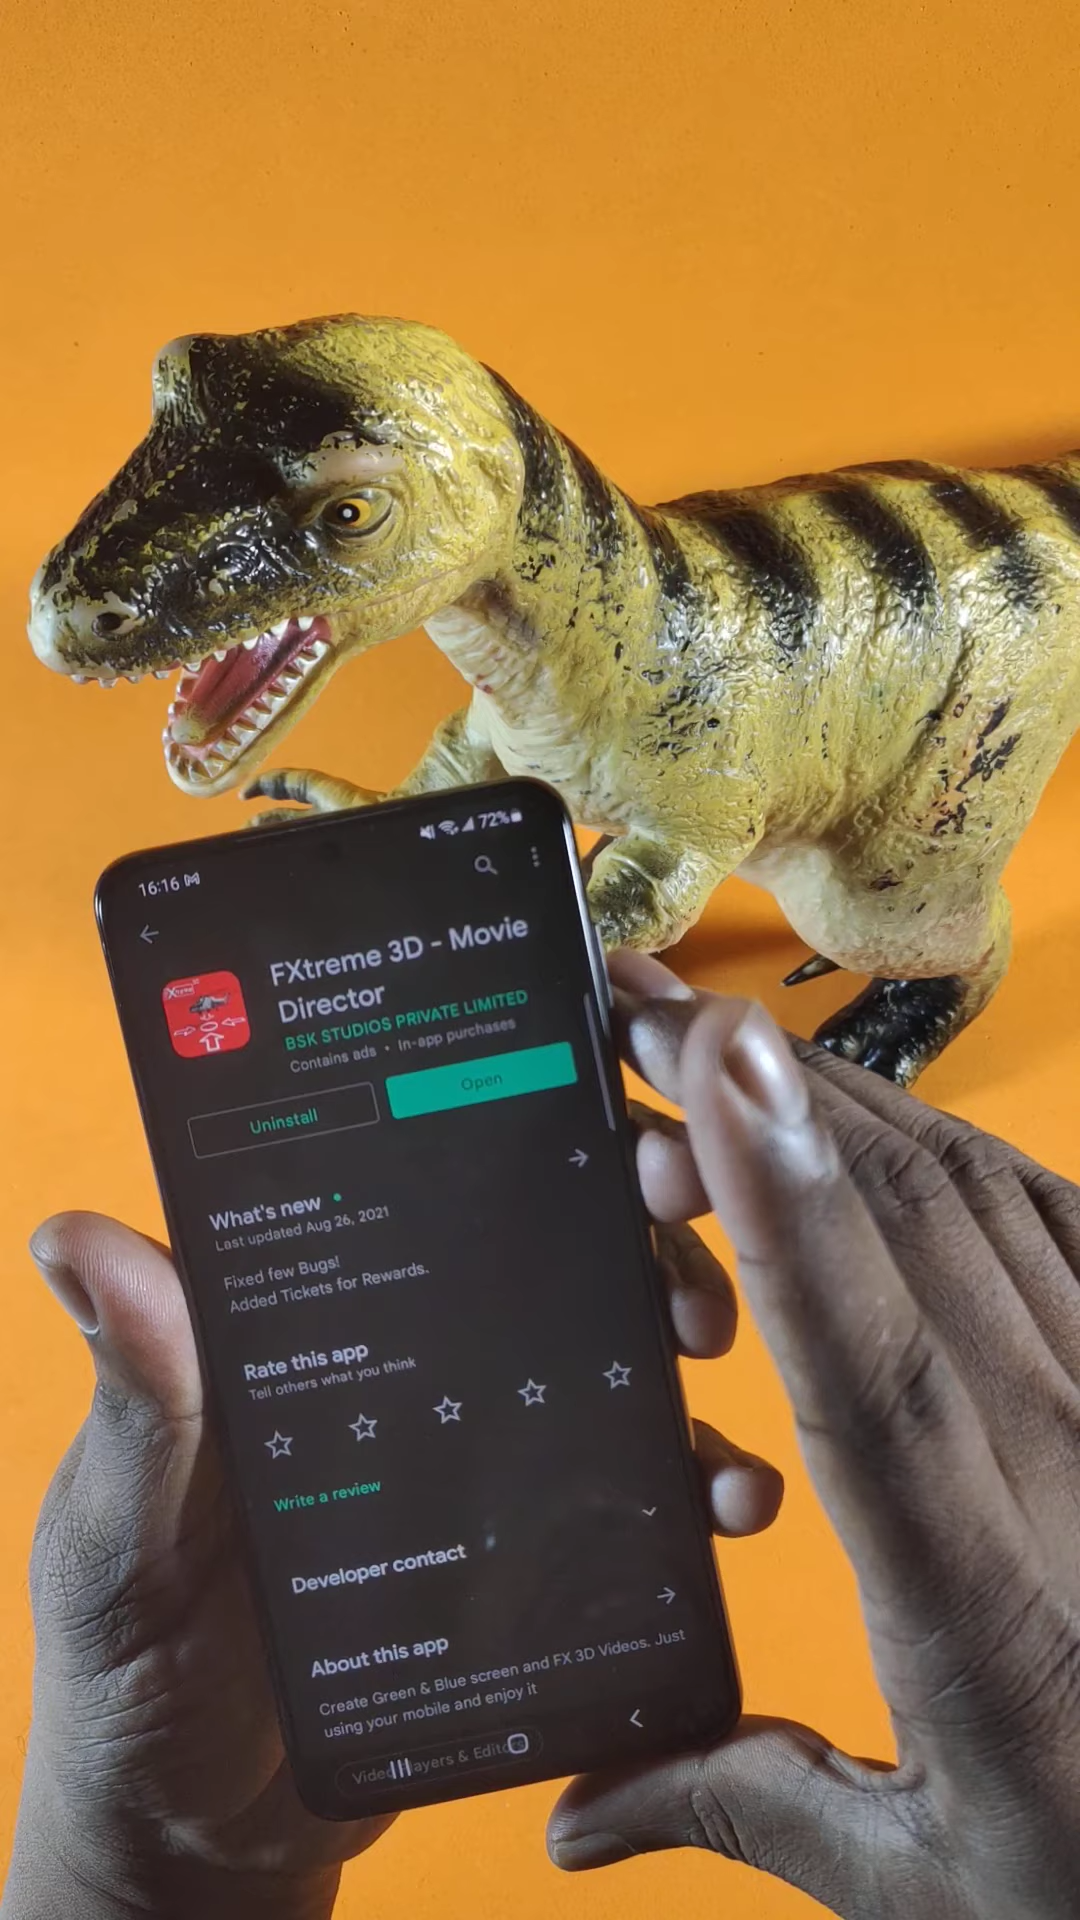 16:16
72%
FXtreme 3D - Movie
Director
BSK STUDIOS PRIVATE LIMITED
Contains ads • In-app purchases
Uninstall
Open
What's new
Last updated Aug 26, 2021
Fixed few Bugs!
Added Tickets for Rewards.
Rate this app
Tell others what you think
Write a review
Developer contact
About this app
Create Green & Blue screen and FX 3D Videos. Just
using your mobile and enjoy it
& Editors